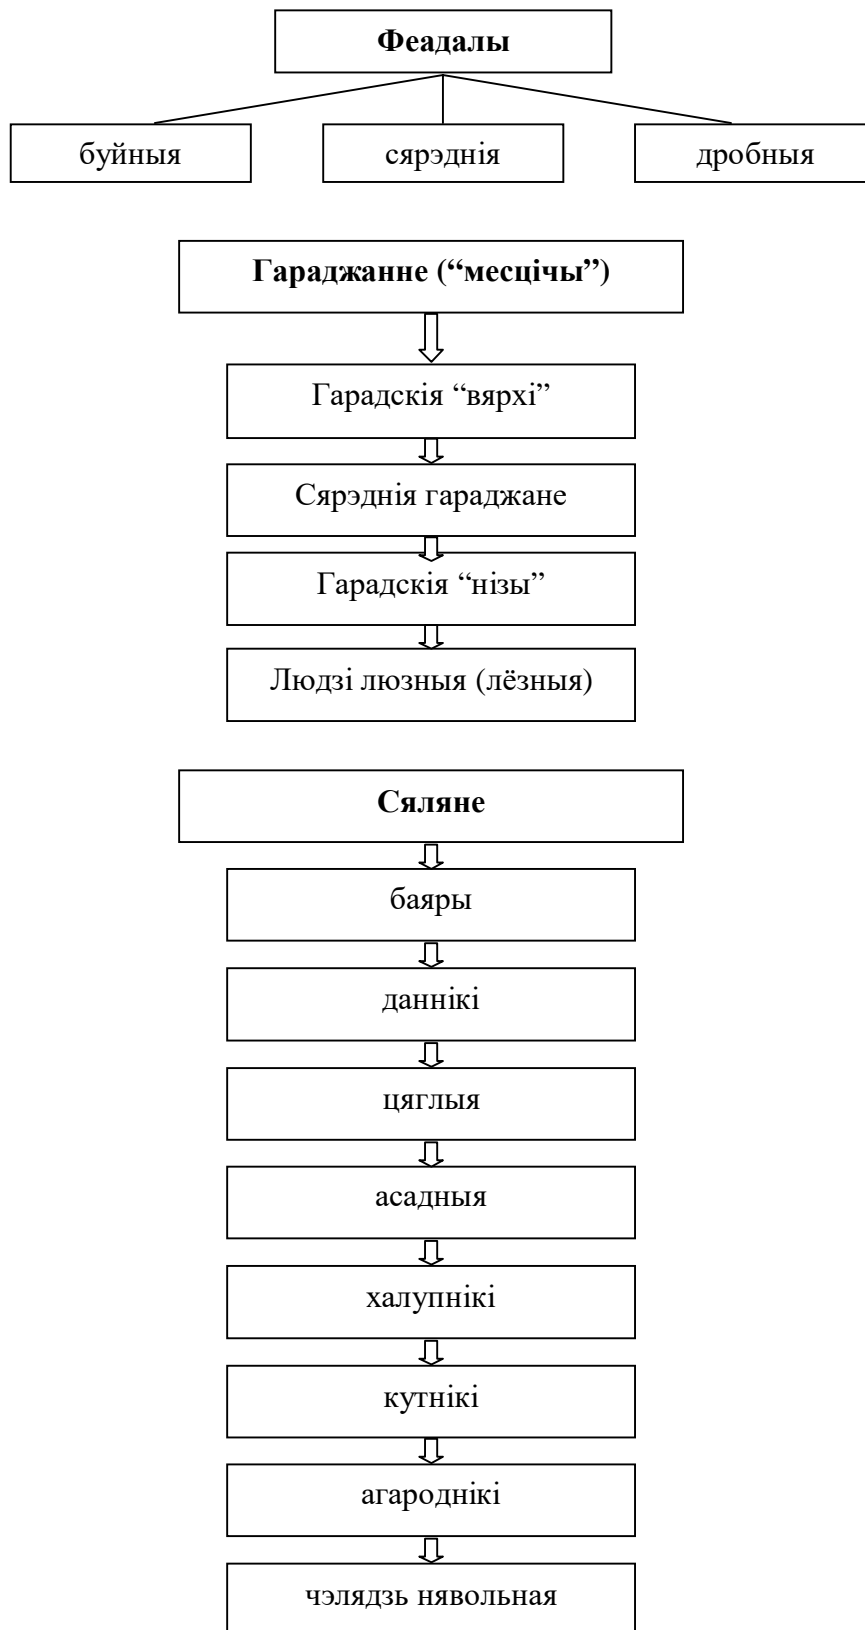 Феадалы
буйныя
сярэднія
дробныя
Гараджанне (“месцічы”)
Гарадскія “вярхі”
Сярэднія гараджане
Гарадскія “нізы”
Людзі люзныя (лёзныя)
Сяляне
баяры
даннікі
цяглыя
асадныя
халупнікі
кутнікі
агароднікі
чэлядзь нявольная